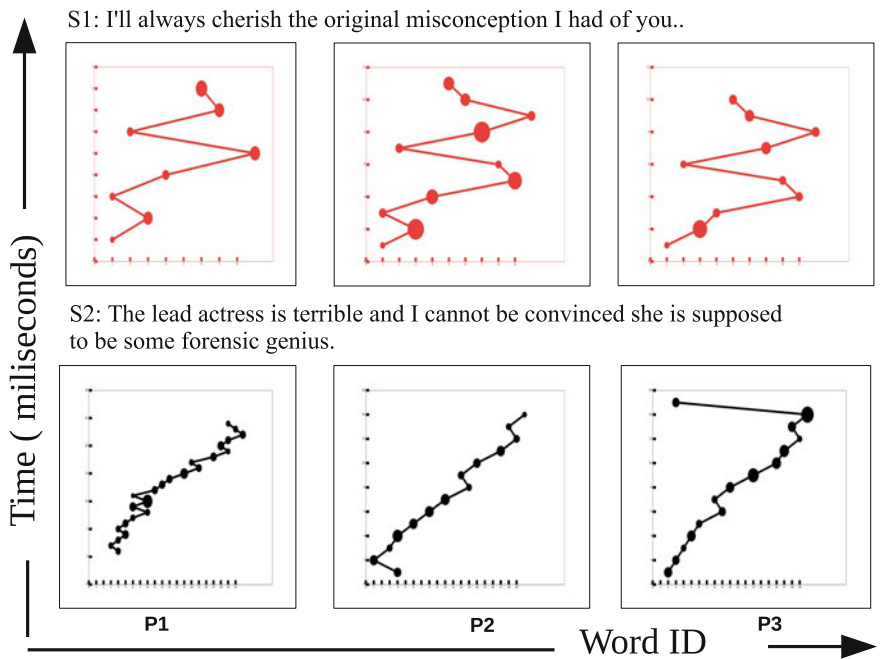 S1: I'll always cherish the original misconception I had of you..
S2: The lead actress is terrible and I cannot be convinced she is supposed
to be some forensic genius.
Time ( miliseconds)
P1 P2 P3
Word ID